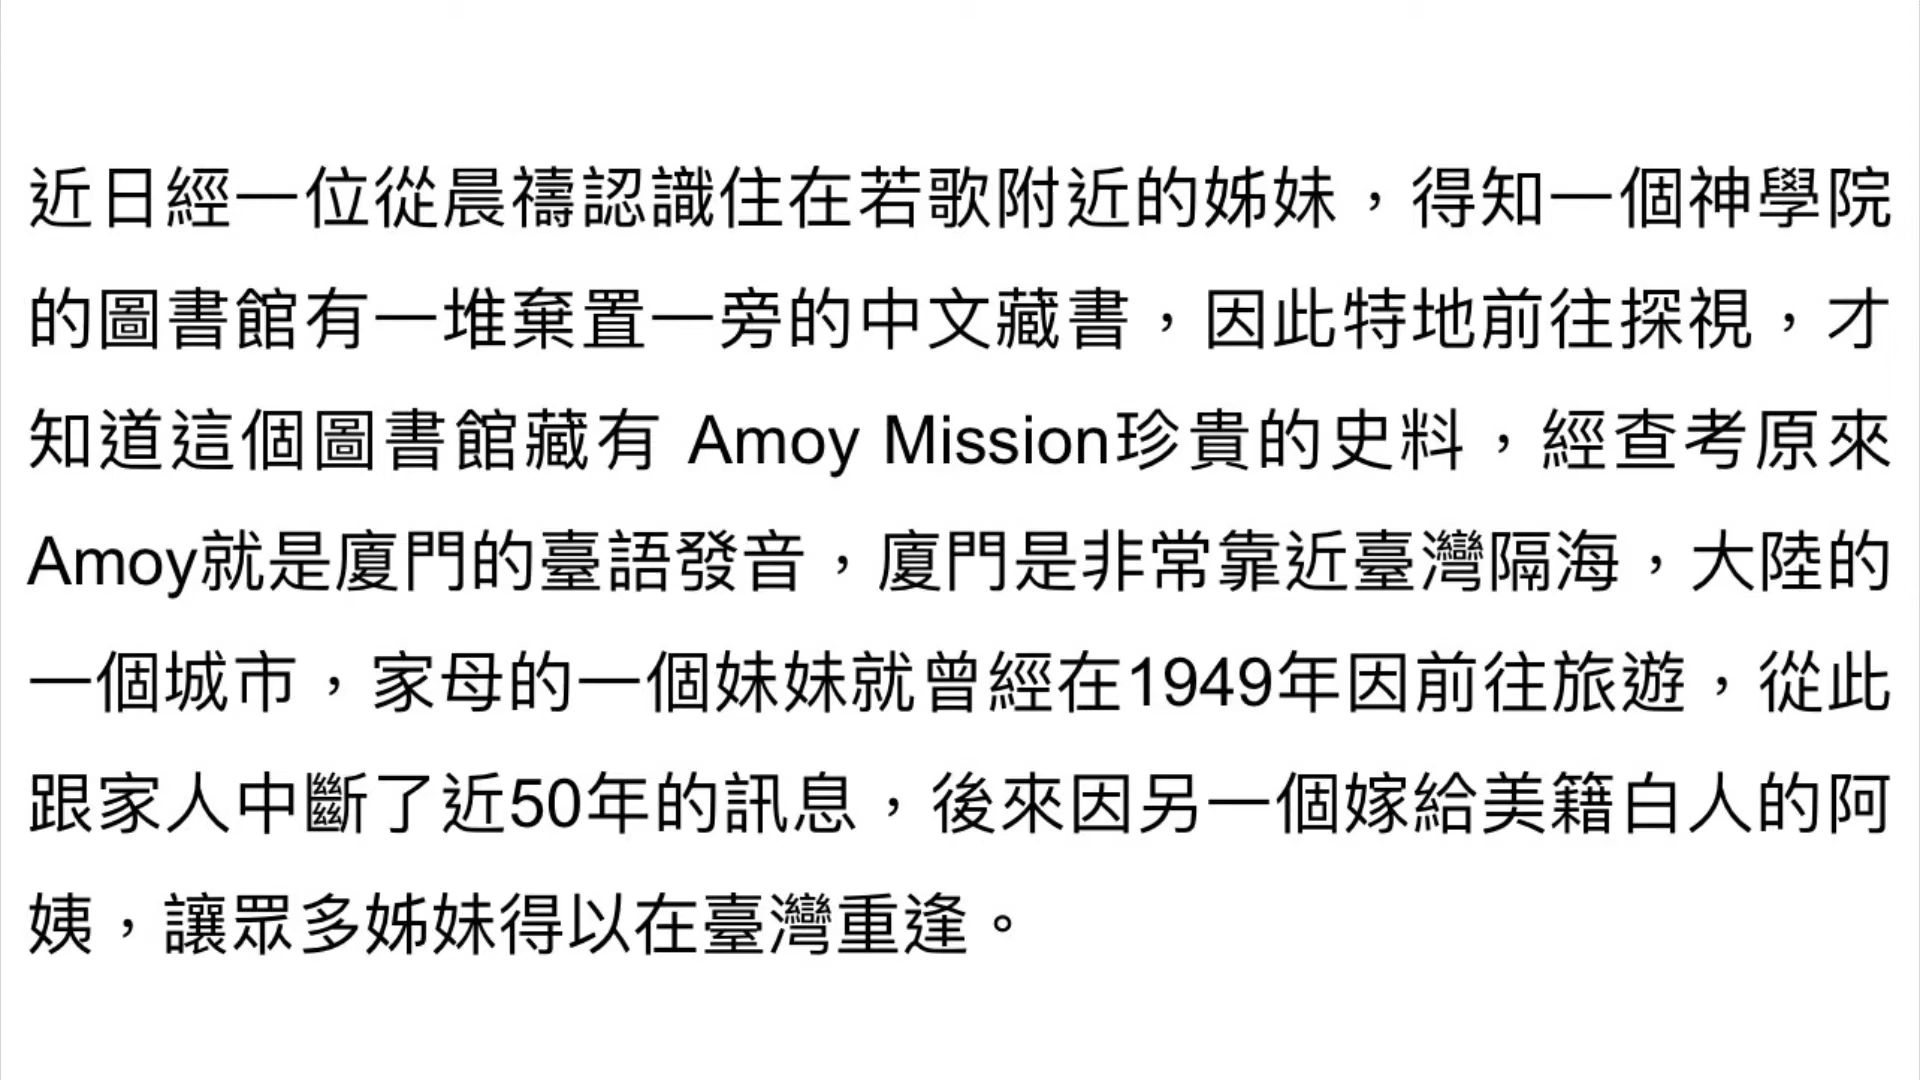 近日經一位從晨禱認識住在若歌附近的姊妹，得知一個神學院
的圖書館有一堆棄置一旁的中文藏書，因此特地前往探視，才
知道這個圖書館藏有 Amoy Mission珍貴的史料，經查考原來
Amoy就是廈門的臺語發音，廈門是非常靠近臺灣隔海，大陸的
一個城市，家母的一個妹妹就曾經在1949年因前往旅遊，從此
跟家人中斷了近50年的訊息，後來因另一個嫁給美籍白人的阿
姨，讓眾多姊妹得以在臺灣重逢。